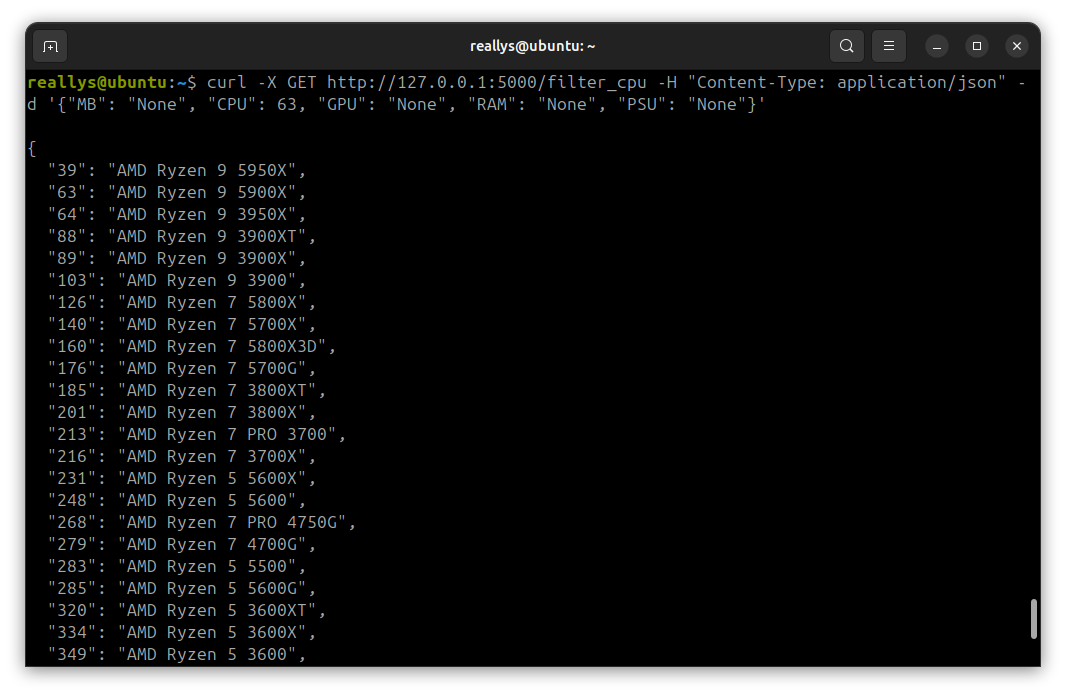 reallys@ubuntu: ~
reallys@ubuntu:~$ curl -X GET http://127.0.0.1:5000/filter_cpu -H "Content-Type: application/json" -
d '{"MB": "None", "CPU": 63, "GPU": "None", "RAM": "None", "PSU": "None"}'
{
  "39": "AMD Ryzen 9 5950X",
  "63": "AMD Ryzen 9 5900X",
  "64": "AMD Ryzen 9 3950X",
  "88": "AMD Ryzen 9 3900XT",
  "89": "AMD Ryzen 9 3900X",
  "103": "AMD Ryzen 9 3900",
  "126": "AMD Ryzen 7 5800X",
  "140": "AMD Ryzen 7 5700X",
  "160": "AMD Ryzen 7 5800X3D",
  "176": "AMD Ryzen 7 5700G",
  "185": "AMD Ryzen 7 3800XT",
  "201": "AMD Ryzen 7 3800X",
  "213": "AMD Ryzen 7 PRO 3700",
  "216": "AMD Ryzen 7 3700X",
  "231": "AMD Ryzen 5 5600X",
  "248": "AMD Ryzen 5 5600",
  "268": "AMD Ryzen 7 PRO 4750G",
  "279": "AMD Ryzen 7 4700G",
  "283": "AMD Ryzen 5 5500",
  "285": "AMD Ryzen 5 5600G",
  "320": "AMD Ryzen 5 3600XT",
  "334": "AMD Ryzen 5 3600X",
  "349": "AMD Ryzen 5 3600",